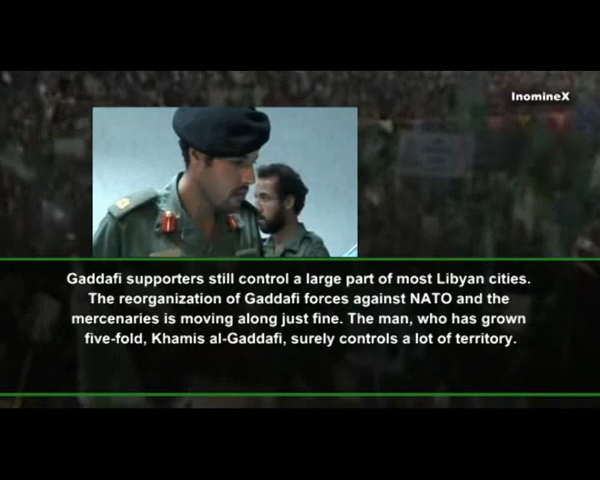 InomineX
Gaddafi supporters still control a large part of most Libyan cities.
The reorganization of Gaddafi forces against NATO and the
mercenaries is moving along just fine. The man, who has grown
five-fold, Khamis al-Gaddafi, surely controls a lot of territory.